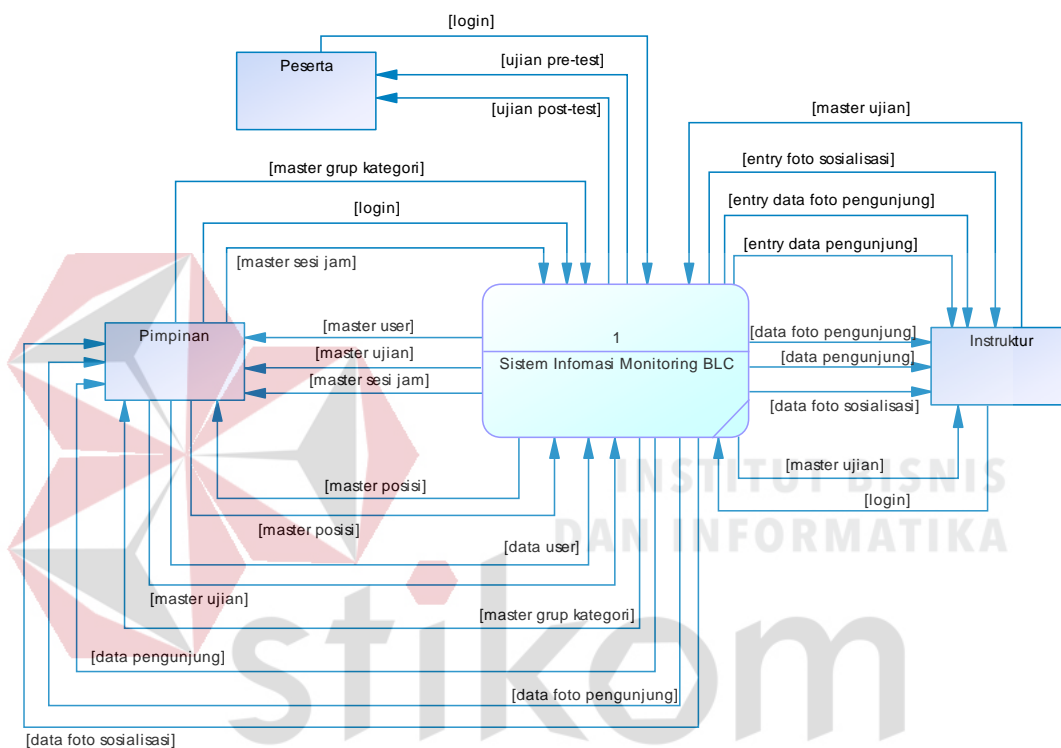 [login]
Peserta
[ujian pre-test]
[ujian post-test]
[master ujian]
[master grup kategori]
[entry foto sosialisasi]
[login]
[entry data foto pengunjung]
[entry data pengunjung]
[master sesi jam]
Pimpinan
[master user]
1
[data foto pengunjung]
Instruktur
[master ujian]
Sistem Infomasi Monitoring BLC
[data pengunjung]
[master sesi jam]
[data foto sosialisasi]
[master posisi]
[master ujian]
INSTITUT BISNIS
[login]
[master posisi]
DAN INFORMATIKA
[data user]
[master ujian]
[master grup kategori]
stikom
[data pengunjung]
[data foto pengunjung]
[data foto sosialisasi]